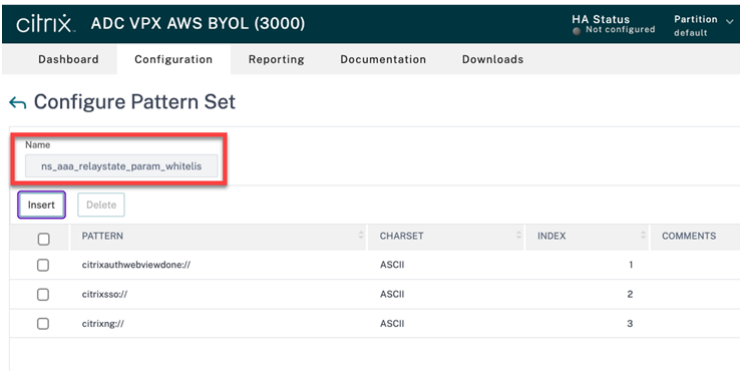 citrix. ADC VPX AWS BYOL (3000)
HA Status
Not configured
Partition
default
Dashboard Configuration Reporting Documentation Downloads
Configure Pattern Set
Name
ns_aaa_relaystate_param_whitelis
Insert Delete
PATTERN CHARSET INDEX COMMENTS
citrixauthwebviewdone:// ASCII 1
citrixsso:// ASCII 2
citrixng:// ASCII 3